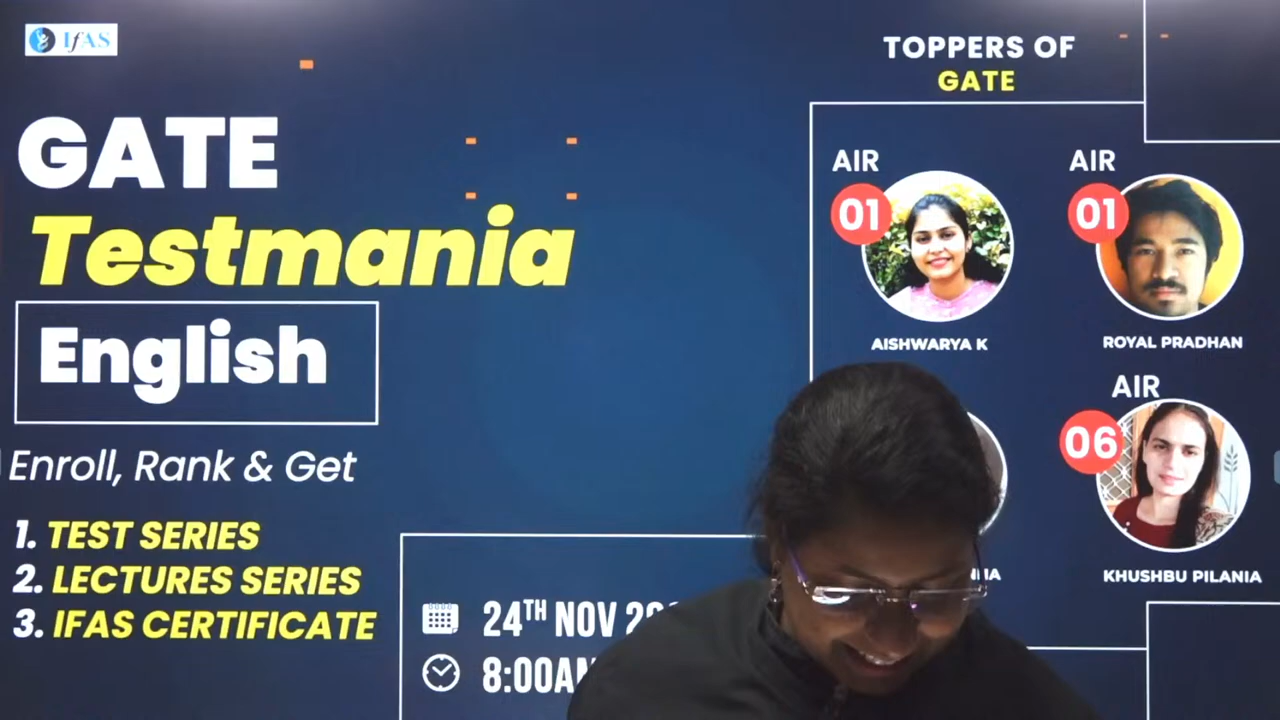 IfAS
GATE
Testmania
English
Enroll, Rank & Get
1. TEST SERIES
2. LECTURES SERIES
3. IFAS CERTIFICATE
24TH NOV
8:00AM
TOPPERS OF
GATE
AIR
01
AISHWARYA K
AIR
01
ROYAL PRADHAN
AIR
06
KHUSHBU PILANIA